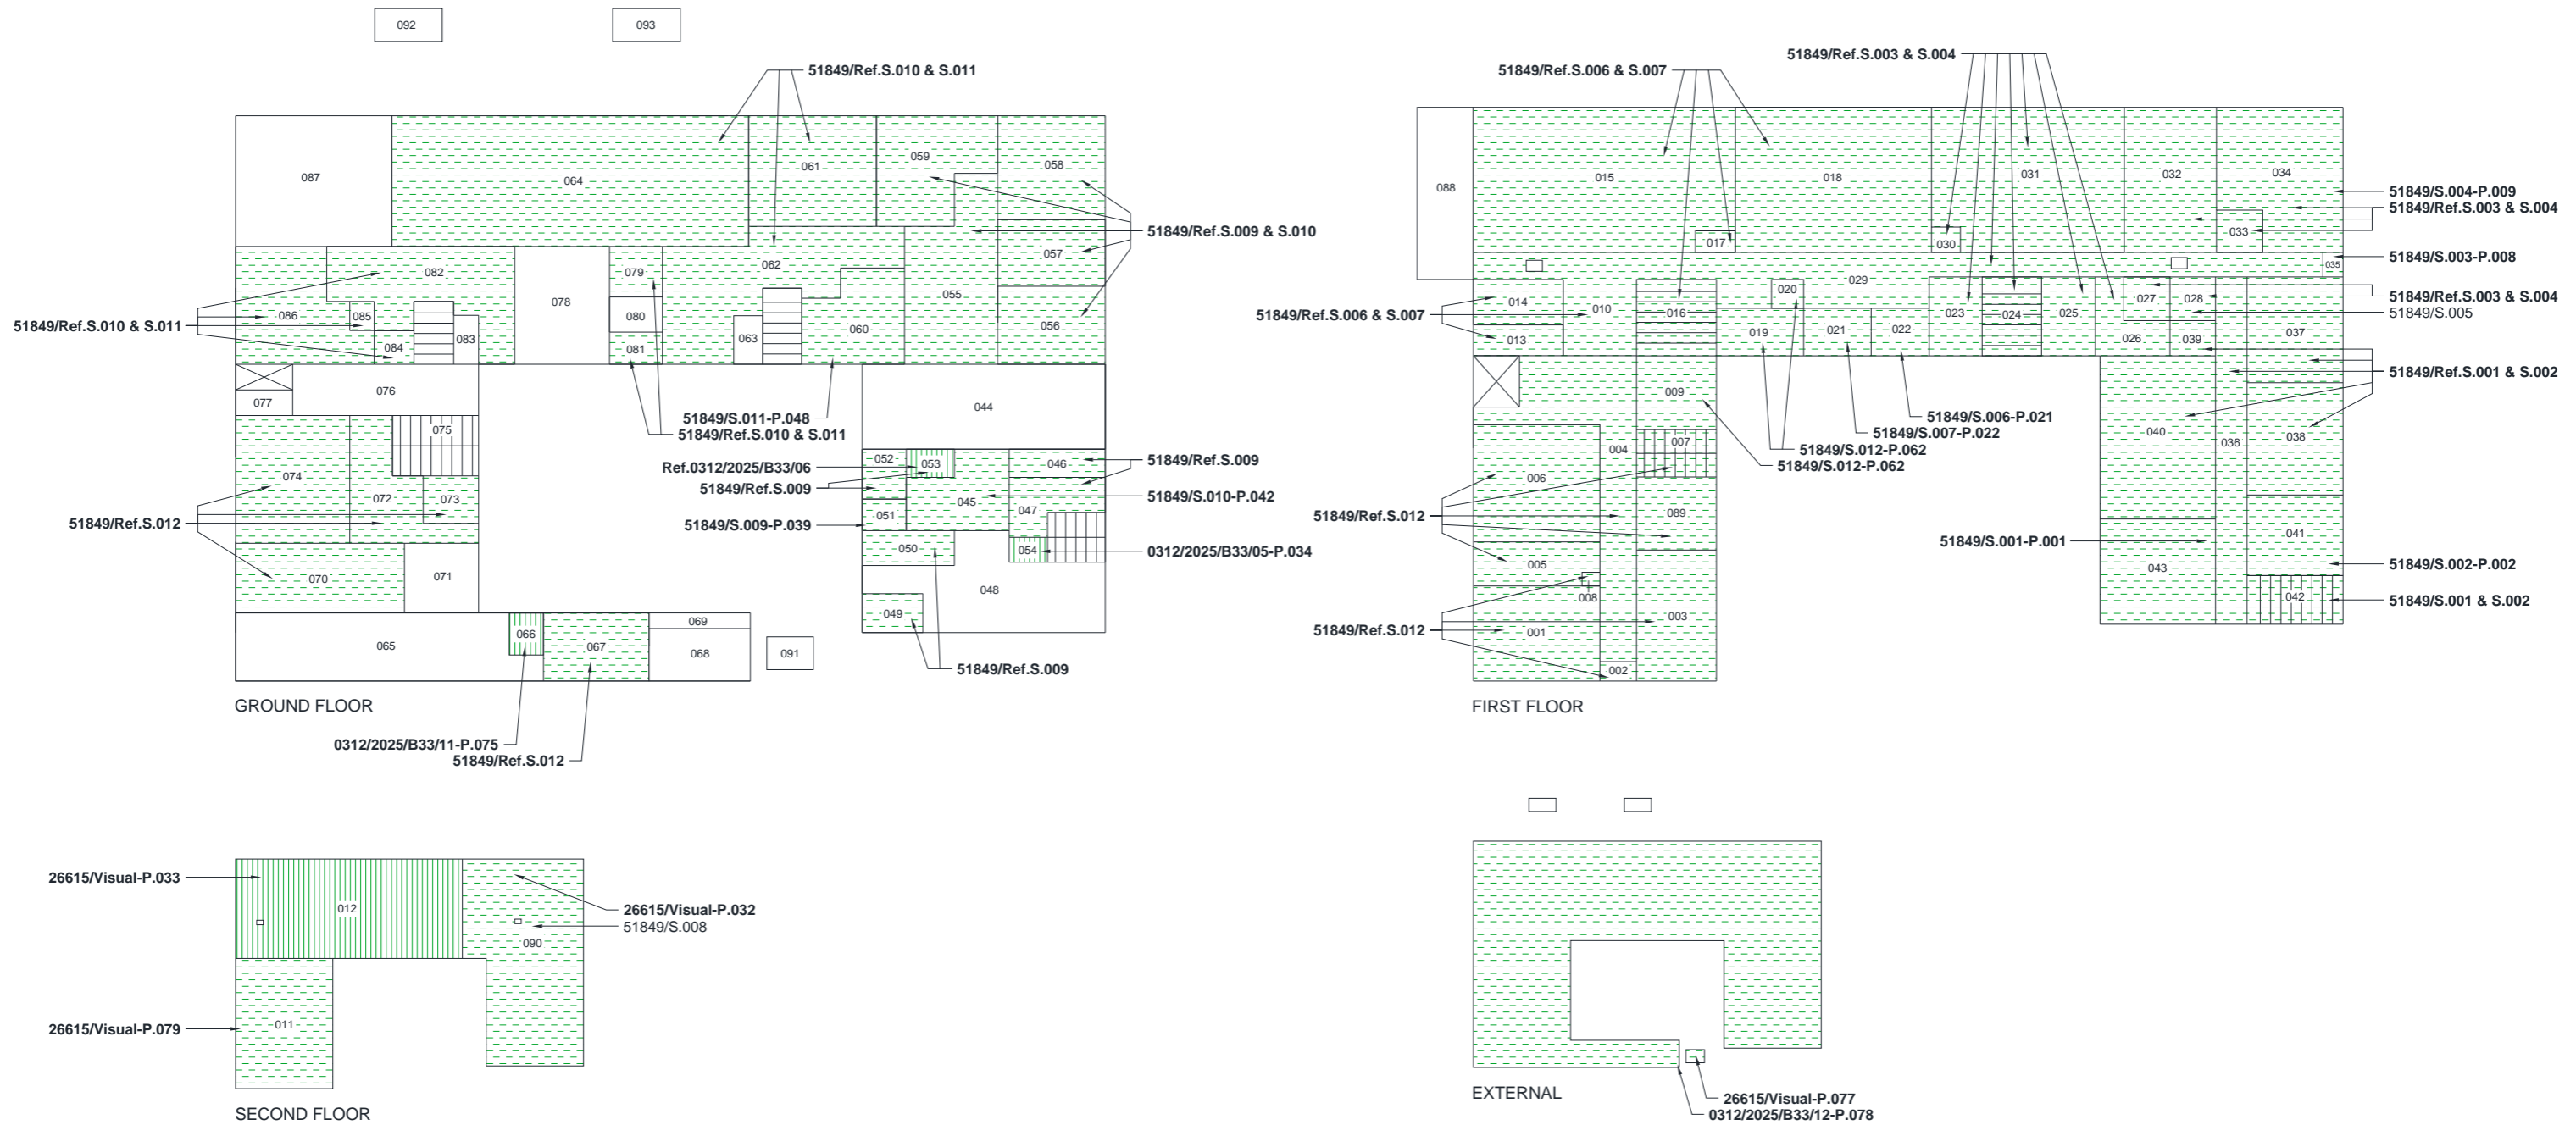 092
093
51849/Ref.S.010 & S.011
087
064
061
059
058
51849/Ref.S.009 & S.010
057
082
079
062
078
055
086
085
080
060
056
51849/Ref.S.010 & S.011
084
083
081
063
077
076
044
51849/S.011-P.048
51849/Ref.S.010 & S.011
075
052
053
046
Ref.0312/2025/B33/06
51849/Ref.S.009
51849/Ref.S.009
074
072
073
045
51849/S.010-P.042
051
047
51849/Ref.S.012
51849/S.009-P.039
050
054
0312/2025/B33/05-P.034
070
071
048
049
069
066
065
067
068
091
51849/Ref.S.009
GROUND FLOOR
0312/2025/B33/11-P.075
51849/Ref.S.012
51849/Ref.S.003 & S.004
51849/Ref.S.006 & S.007
088
015
018
031
032
034
51849/S.004-P.009
51849/Ref.S.003 & S.004
017
030
033
51849/S.003-P.008
035
029
014
010
020
027
028
51849/Ref.S.003 & S.004
51849/S.005
51849/Ref.S.006 & S.007
016
023
024
025
013
019
021
022
026
039
037
51849/Ref.S.001 & S.002
009
51849/S.006-P.021
51849/S.007-P.022
51849/S.012-P.062
51849/S.012-P.062
040
036
038
004
007
006
51849/Ref.S.012
089
51849/S.001-P.001
041
005
043
51849/S.002-P.002
008
042
51849/S.001 & S.002
51849/Ref.S.012
001
003
002
FIRST FLOOR
26615/Visual-P.033
012
26615/Visual-P.032
51849/S.008
090
26615/Visual-P.079
011
SECOND FLOOR
EXTERNAL
26615/Visual-P.077
0312/2025/B33/12-P.078